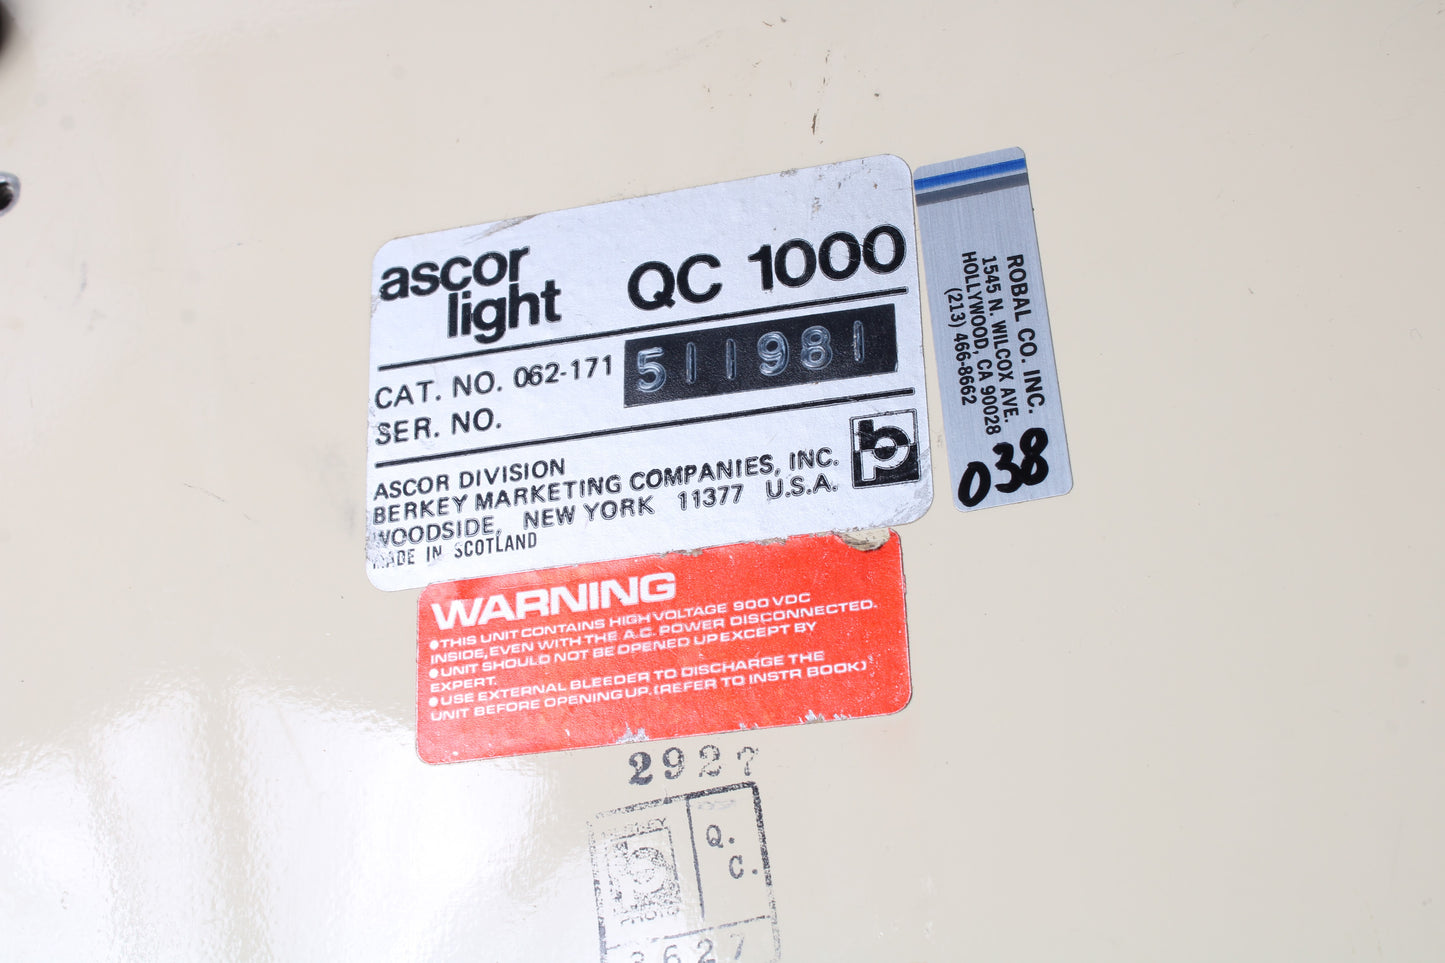 ascor
light
QC 1000
CAT. NO. 062-171
SER. NO.
511981
ASCOR DIVISION
BERKEY MARKETING COMPANIES, INC.
WOODSIDE, NEW YORK 11377 U.S.A.
MADE IN SCOTLAND
bp
ROBAL CO. INC.
1545 N. WILCOX AVE.
HOLLYWOOD, CA 90028
(213) 466-8662
038
WARNING
•THIS UNIT CONTAINS HIGH VOLTAGE 900 VDC
INSIDE, EVEN WITH THE A.C. POWER DISCONNECTED.
•UNIT SHOULD NOT BE OPENED UP EXCEPT BY
EXPERT.
•USE EXTERNAL BLEEDER TO DISCHARGE THE
UNIT BEFORE OPENING UP. (REFER TO INSTR BOOK)
2927
Q.
C.